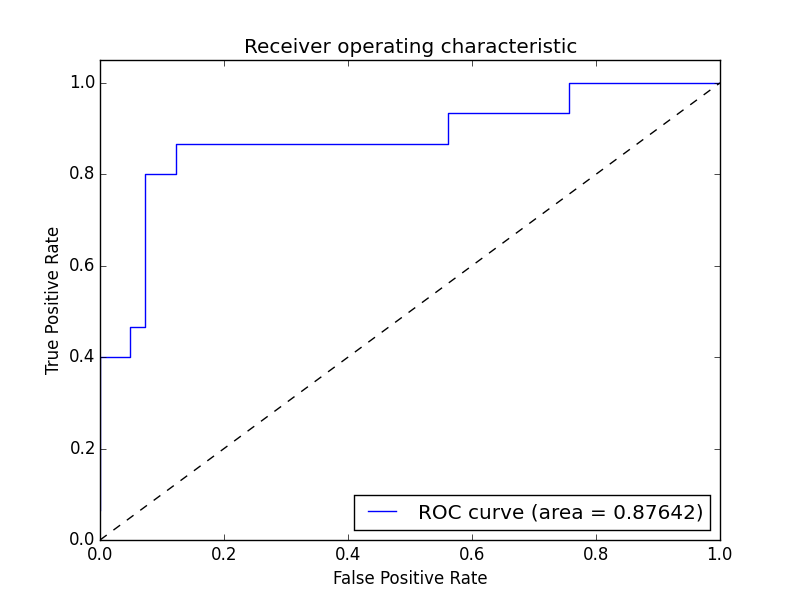 Receiver operating characteristic
1.0
0.8
0.6
0.4
0.2
0.0
True Positive Rate
ROC curve (area = 0.87642)
0.0 0.2 0.4 0.6 0.8 1.0
False Positive Rate